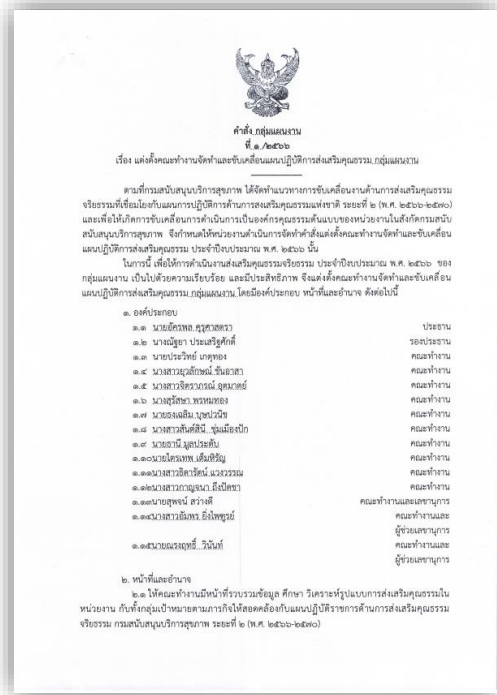 คำสั่ง กลุ่มแผนงาน
ที่ ๑ /๒๕๖๖
เรื่อง แต่งตั้งคณะทำงานจัดทำและขับเคลื่อนแผนปฏิบัติการส่งเสริมคุณธรรม กลุ่มแผนงาน
ตามที่กรมสนับสนุนบริการสุขภาพ ได้จัดทำแนวทางการขับเคลื่อนงานด้านการส่งเสริมคุณธรรม
จริยธรรมที่เชื่อมโยงกับแผนการปฏิบัติการด้านการส่งเสริมคุณธรรมแห่งชาติ ระยะที่ ๒ (พ.ศ. ๒๕๖๖-๒๕๗๐)
และเพื่อให้เกิดการขับเคลื่อนการดำเนินการเป็นองค์กรคุณธรรมต้นแบบของหน่วยงานในสังกัดกรมสนับ
สนับสนุนบริการสุขภาพ จึงกำหนดให้หน่วยงานดำเนินการจัดทำคำสั่งแต่งตั้งคณะทำงานจัดทำและขับเคลื่อน
แผนปฏิบัติการส่งเสริมคุณธรรม ประจำปีงบประมาณ พ.ศ. ๒๕๖๖ นั้น
ในการนี้ เพื่อให้การดำเนินงานส่งเสริมคุณธรรมจริยธรรม ประจำปีงบประมาณ พ.ศ. ๒๕๖๖ ของ
กลุ่มแผนงาน เป็นไปด้วยความเรียบร้อย และมีประสิทธิภาพ จึงแต่งตั้งคณะทำงานจัดทำและขับเคลื่อน
แผนปฏิบัติการส่งเสริมคุณธรรม กลุ่มแผนงาน โดยมีองค์ประกอบ หน้าที่และอำนาจ ดังต่อไปนี้
๑. องค์ประกอบ
๑.๑ นายอัครพล คุรุศาสตรา ประธาน
๑.๒ นางณัฐยา ประเสริฐศักดิ์ รองประธาน
๑.๓ นายประวิทย์ เกตุทอง คณะทำงาน
๑.๔ นางสาวยุวลักษณ์ ขันอาสา คณะทำงาน
๑.๕ นางสาวจิตราภรณ์ อุตมาตย์ คณะทำงาน
๑.๖ นางสุรัสษา พรหมทอง คณะทำงาน
๑.๗ นายธงเฉลิม บุษปวนิช คณะทำงาน
๑.๘ นางสาวสันต์สินี ชุ่มเมืองปัก คณะทำงาน
๑.๙ นายธานี มูลประดับ คณะทำงาน
๑.๑๐นายไตรเทพ เต็มหิรัญ คณะทำงาน
๑.๑๑นางสาวธิดารัตน์ แวงวรรณ คณะทำงาน
๑.๑๒นางสาวกาญจนา ถึงปัดชา คณะทำงาน
๑.๑๓นายสุพจน์ สว่างดี คณะทำงานและเลขานุการ
๑.๑๔นางสาวอัมพร ยิ่งไพฑูรย์ คณะทำงานและ
ผู้ช่วยเลขานุการ
๑.๑๕นายณรงฤทธิ์ วินันท์ คณะทำงานและ
ผู้ช่วยเลขานุการ
๒. หน้าที่และอำนาจ
๒.๑ ให้คณะทำงานมีหน้าที่รวบรวมข้อมูล ศึกษา วิเคราะห์รูปแบบการส่งเสริมคุณธรรมใน
หน่วยงาน กับทั้งกลุ่มเป้าหมายตามภารกิจให้สอดคล้องกับแผนปฏิบัติราชการด้านการส่งเสริมคุณธรรม
จริยธรรม กรมสนับสนุนบริการสุขภาพ ระยะที่ ๒ (พ.ศ. ๒๕๖๖-๒๕๗๐)